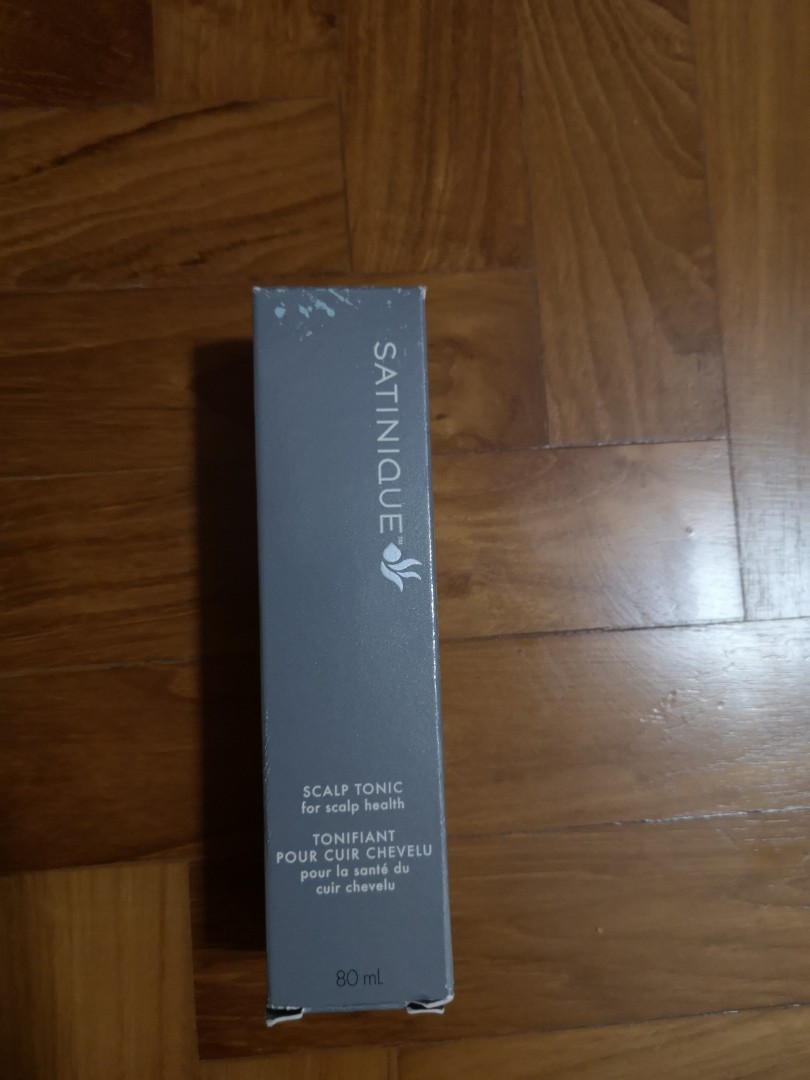 SATINIQUE™
SCALP TONIC
for scalp health
TONIFIANT
POUR CUIR CHEVELU
pour la santé du
cuir chevelu
80 mL